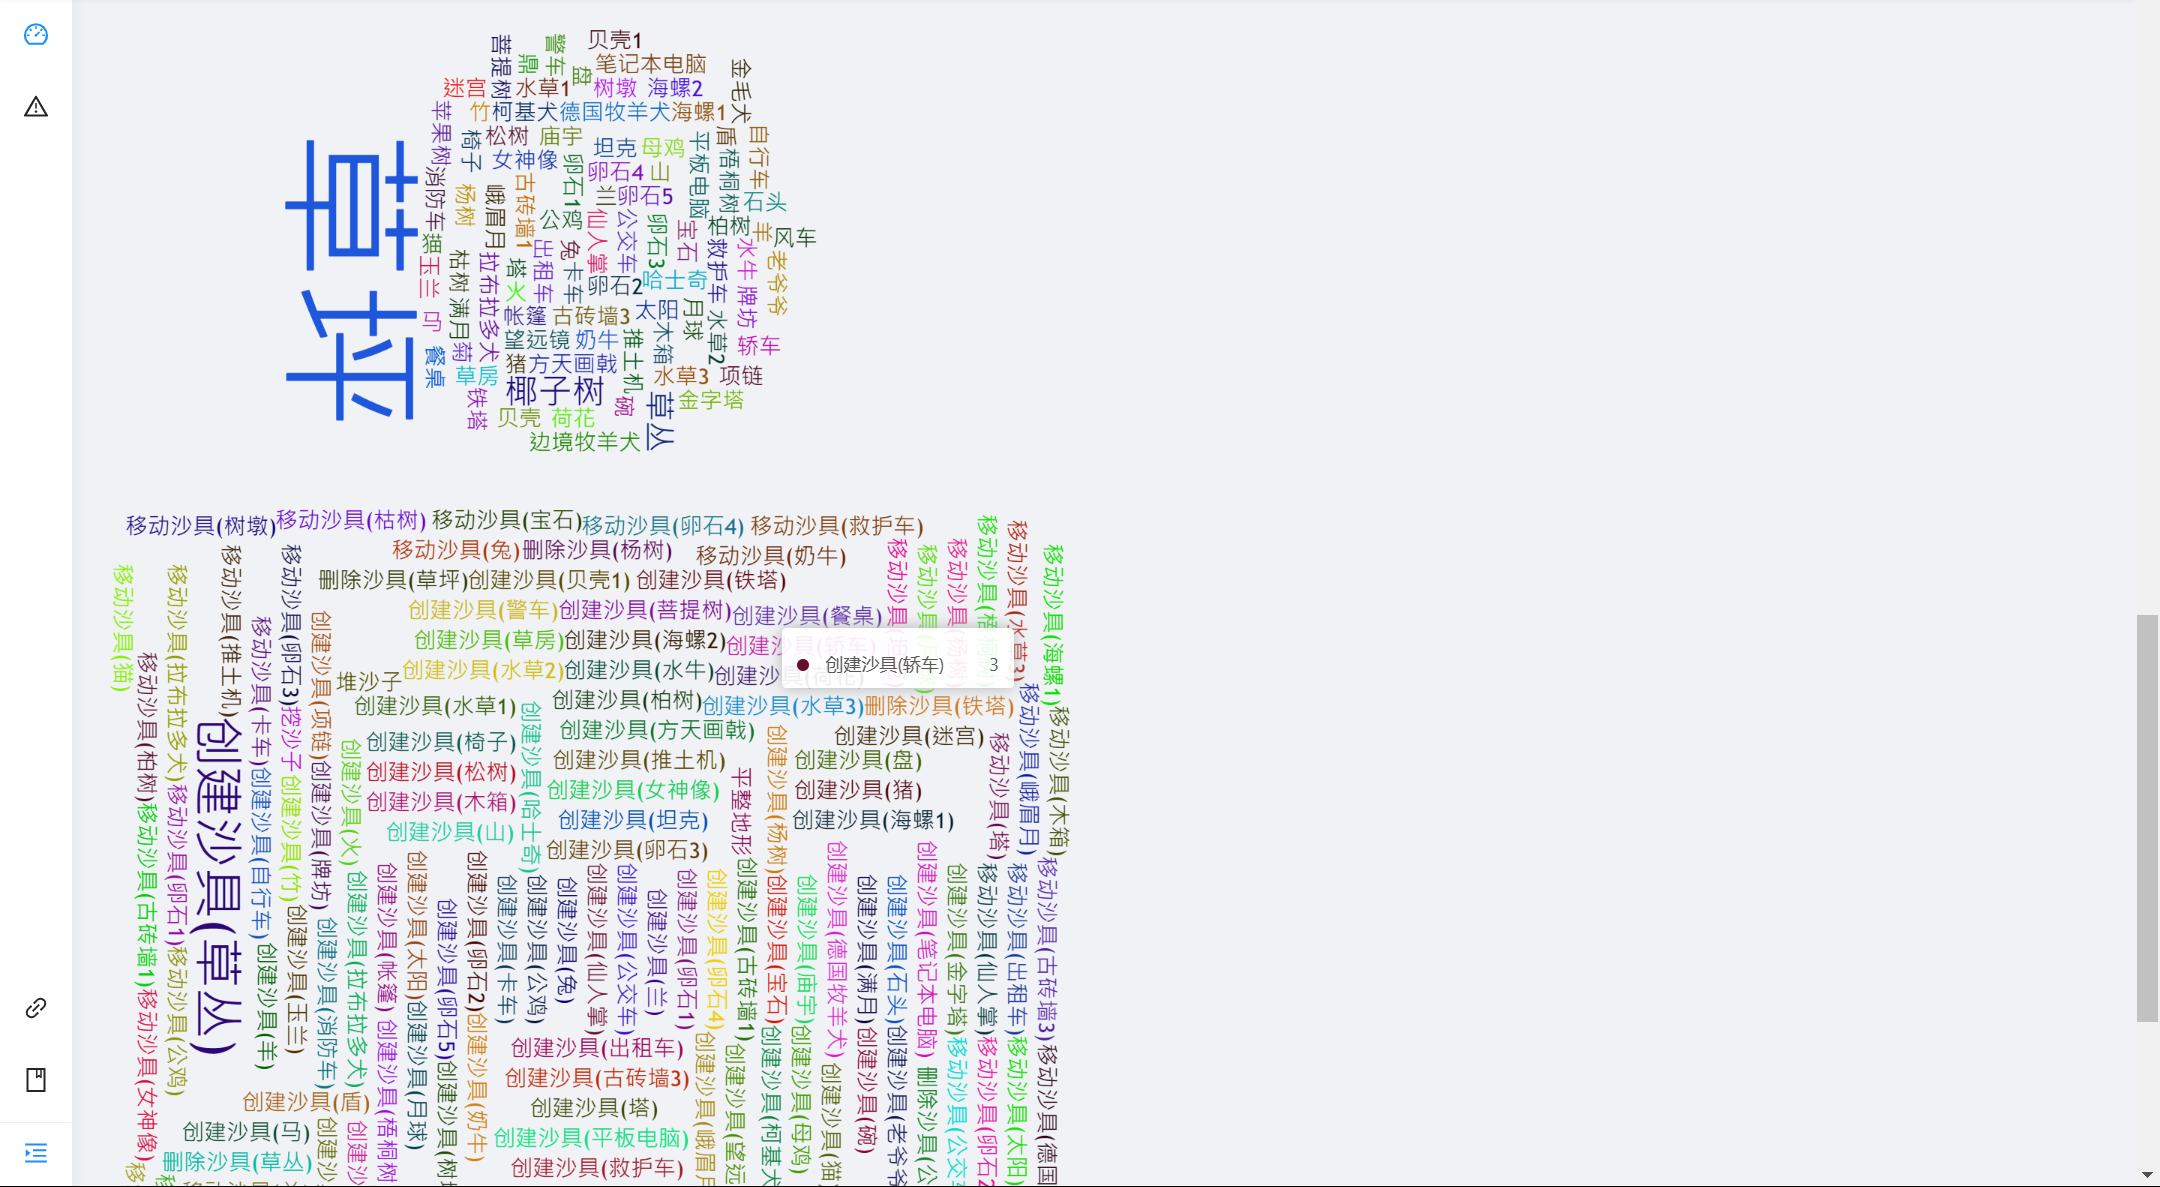 贝壳1
警车
菩提树
鼎
盘
笔记本电脑
金毛犬
迷宫
水草1
树墩
海螺2
苹果树
竹
柯基犬
德国牧羊犬
海螺1
松树
庙宇
椅子
坦克
母鸡
平板电脑
盾
自行车
女神像
卵石1
卵石4
山
梧桐树
草坪
消防车
杨树
峨眉月
古砖墙1
兰
卵石5
石头
公鸡
仙人掌
公交车
卵石3
宝石
柏树
羊
风车
猫
出租车
兔
救护车
水牛
老爷爷
玉兰
枯树
拉布拉多犬
塔
火
卡车
卵石2
哈士奇
牌坊
马
满月
帐篷
古砖墙3
太阳
月球
水草2
望远镜
奶牛
推土机
木箱
轿车
餐桌
菊
猪
方天画戟
草房
椰子树
水草3
项链
铁塔
碗
草丛
金字塔
贝壳
荷花
边境牧羊犬
移动沙具(树墩)
移动沙具(枯树)
移动沙具(宝石)
移动沙具(卵石4)
移动沙具(救护车)
移动沙具(兔)
删除沙具(杨树)
移动沙具(奶牛)
移动沙具(水草3)
移动沙具(海螺1)
移动沙具(猫)
移动沙具(拉布拉多犬)
移动沙具(推土机)
移动沙具(卵石3)
删除沙具(草坪)
创建沙具(贝壳1)
创建沙具(铁塔)
创建沙具(警车)
创建沙具(菩提树)
创建沙具(餐桌)
移动沙具(卡车)
创建沙具(项链)
创建沙具(草房)
创建沙具(海螺2)
创建沙具(轿车)
创建沙具(轿车) 3
移动沙具(柏树)
堆沙子
创建沙具(水草2)
创建沙具(水牛)
创建沙具(荷花)
创建沙具(水草1)
创建沙具(柏树)
创建沙具(水草3)
删除沙具(铁塔)
移动沙具(峨眉月)
移动沙具(木箱)
挖沙子
创建沙具(哈士奇)
创建沙具(草丛)
创建沙具(方天画戟)
创建沙具(迷宫)
移动沙具(塔)
创建沙具(火)
创建沙具(椅子)
创建沙具(推土机)
创建沙具(杨树)
创建沙具(盘)
创建沙具(自行车)
创建沙具(竹)
创建沙具(牌坊)
创建沙具(松树)
平整地形
创建沙具(猪)
移动沙具(卵石1)
创建沙具(木箱)
创建沙具(女神像)
创建沙具(海螺1)
移动沙具(古砖墙1)
创建沙具(山)
创建沙具(坦克)
创建沙具(卵石3)
创建沙具(玉兰)
创建沙具(消防车)
创建沙具(拉布拉多犬)
创建沙具(帐篷)
创建沙具(太阳)
创建沙具(卵石5)
创建沙具(卵石2)
创建沙具(卡车)
创建沙具(公鸡)
创建沙具(兔)
创建沙具(仙人掌)
创建沙具(公交车)
创建沙具(兰)
创建沙具(卵石1)
创建沙具(卵石4)
创建沙具(古砖墙1)
创建沙具(宝石)
创建沙具(庙宇)
创建沙具(德国牧羊犬)
创建沙具(满月)
创建沙具(石头)
创建沙具(笔记本电脑)
创建沙具(金字塔)
移动沙具(仙人掌)
移动沙具(出租车)
移动沙具(古砖墙3)
创建沙具(羊)
移动沙具(公鸡)
移动沙具(女神像)
创建沙具(梧桐树
创建沙具(月球)
创建沙具(树
创建沙具(奶牛)
创建沙具(出租车)
创建沙具(古砖墙3)
创建沙具(塔)
创建沙具(平板电脑)
创建沙具(救护车)
创建沙具(峨眉月
创建沙具(望远
创建沙具(柯基犬
创建沙具(母鸡)
创建沙具(猫
创建沙具(碗)
创建沙具(老爷爷
删除沙具(公
移动沙具(公交
移动沙具(卵石2
移动沙具(太阳)
移动沙具(德国
创建沙具(盾)
创建沙具(马)
删除沙具(草丛)
创建沙
创建沙
移